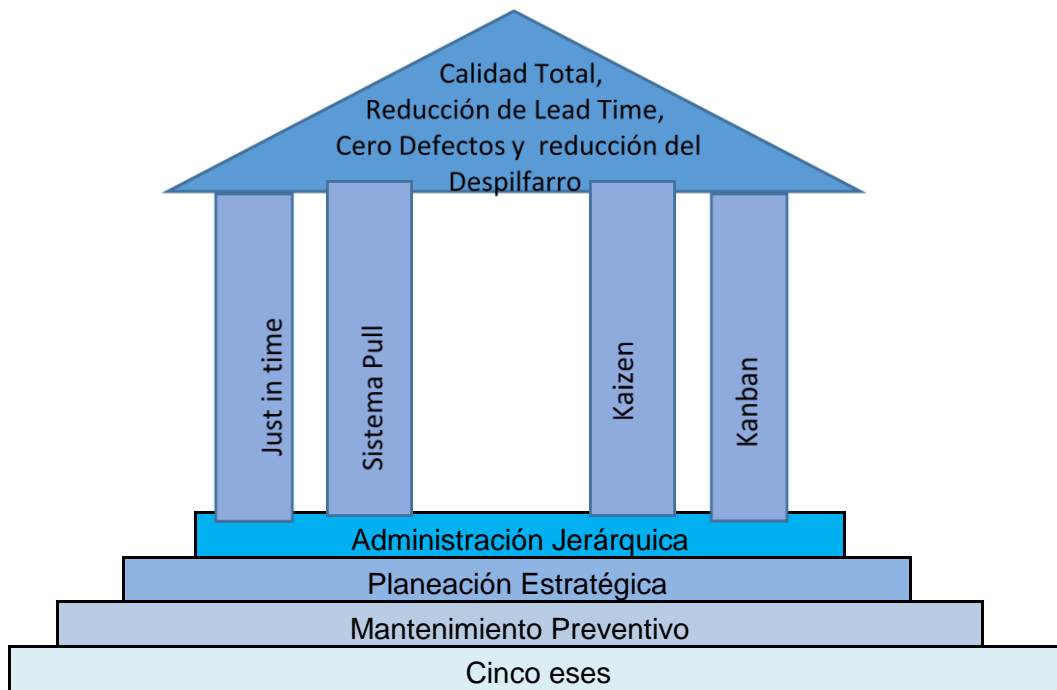 Calidad Total,
Reducción de Lead Time,
Cero Defectos y  reducción del
Despilfarro
Just in time
Sistema Pull
Kaizen
Kanban
Administración Jerárquica
Planeación Estratégica
Mantenimiento Preventivo
Cinco eses